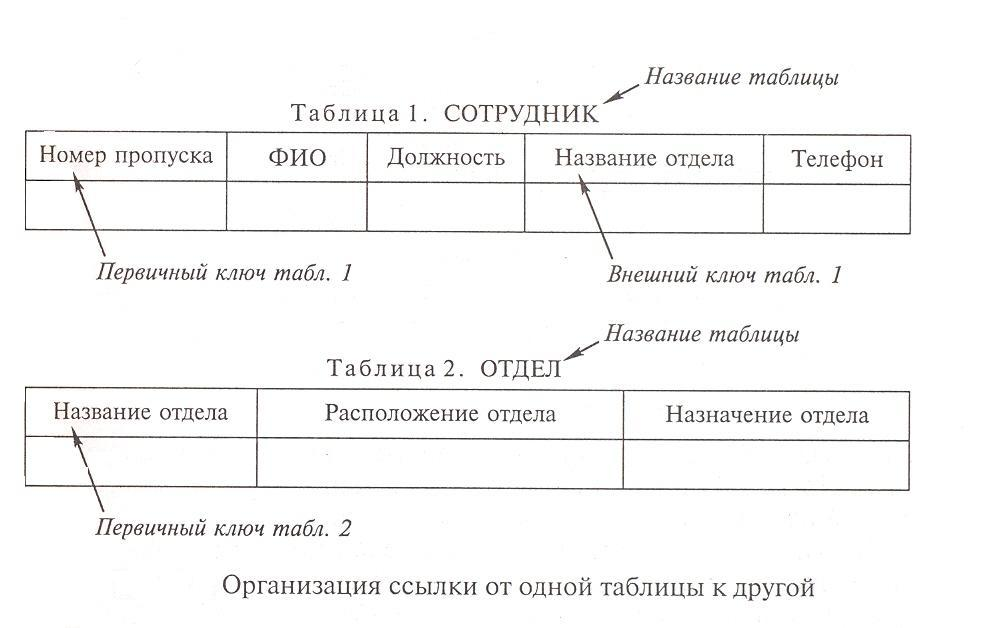 Название таблицы
Таблица 1. СОТРУДНИК
Номер пропуска ФИО Должность Название отдела Телефон
Первичный ключ табл. 1 Внешний ключ табл. 1
Название таблицы
Таблица 2. ОТДЕЛ
Название отдела Расположение отдела Назначение отдела
Первичный ключ табл. 2
Организация ссылки от одной таблицы к другой